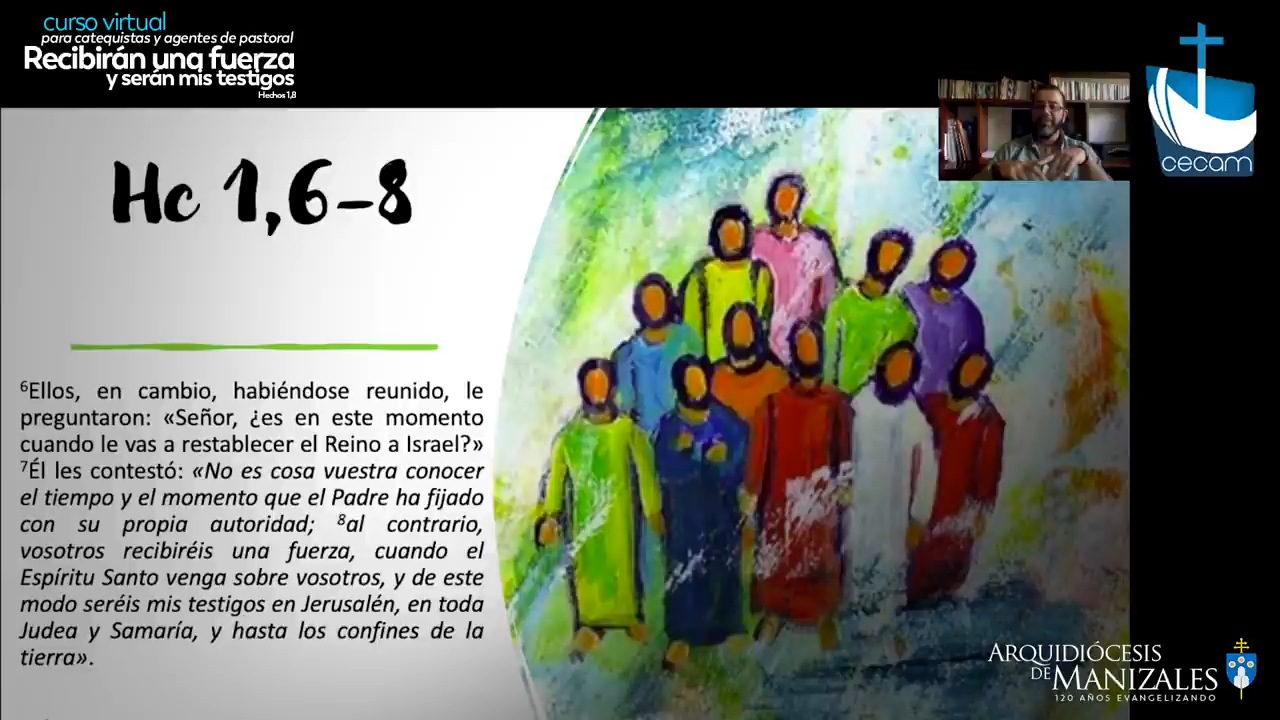 curso virtual
para catequistas y agentes de pastoral
Recibirán una fuerza
y serán mis testigos
Hechos 1,8
cecam
Hc 1,6-8
⁶Ellos, en cambio, habiéndose reunido, le
preguntaron: «Señor, ¿es en este momento
cuando le vas a restablecer el Reino a Israel?»
⁷Él les contestó: «No es cosa vuestra conocer
el tiempo y el momento que el Padre ha fijado
con su propia autoridad; ⁸al contrario,
vosotros recibiréis una fuerza, cuando el
Espíritu Santo venga sobre vosotros, y de este
modo seréis mis testigos en Jerusalén, en toda
Judea y Samaría, y hasta los confines de la
tierra».
ARQUIDIÓCESIS
DE MANIZALES
120 AÑOS EVANGELIZANDO